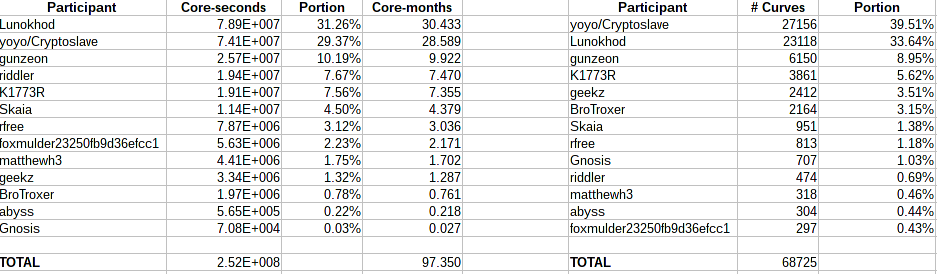 Participant Core-seconds Portion Core-months Participant # Curves Portion
Lunokhod 7.89E+007 31.26% 30.433 yoyo/Cryptoslave 27156 39.51%
yoyo/Cryptoslave 7.41E+007 29.37% 28.589 Lunokhod 23118 33.64%
gunzeon 2.57E+007 10.19% 9.922 gunzeon 6150 8.95%
riddler 1.94E+007 7.67% 7.470 K1773R 3861 5.62%
K1773R 1.91E+007 7.56% 7.355 geekz 2412 3.51%
Skaia 1.14E+007 4.50% 4.379 BroTroxer 2164 3.15%
rfree 7.87E+006 3.12% 3.036 Skaia 951 1.38%
foxmulder23250fb9d36efcc1 5.63E+006 2.23% 2.171 rfree 813 1.18%
matthewh3 4.41E+006 1.75% 1.702 Gnosis 707 1.03%
geekz 3.34E+006 1.32% 1.287 riddler 474 0.69%
BroTroxer 1.97E+006 0.78% 0.761 matthewh3 318 0.46%
abyss 5.65E+005 0.22% 0.218 abyss 304 0.44%
Gnosis 7.08E+004 0.03% 0.027 foxmulder23250fb9d36efcc1 297 0.43%
TOTAL 2.52E+008 97.350 TOTAL 68725